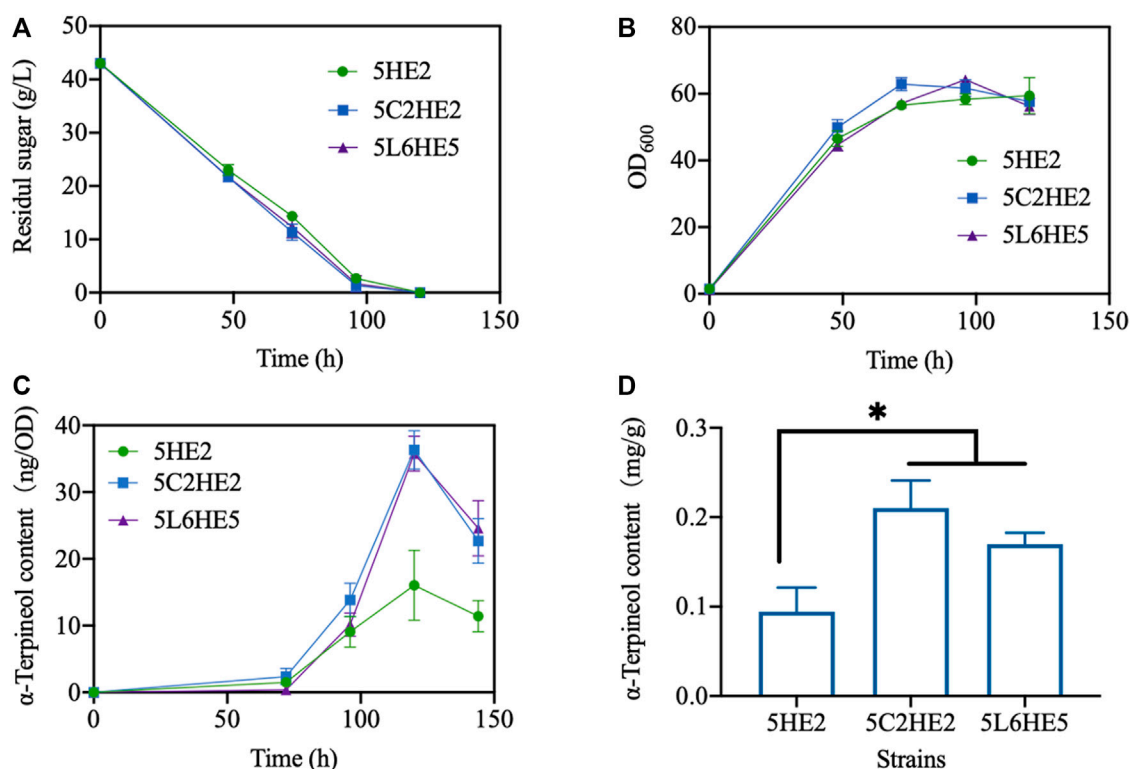 A
Residul sugar (g/L)
50
40
30
20
10
0
5HE2
5C2HE2
5L6HE5
0 50 100 150
Time (h)
B
OD600
80
60
40
20
0
5HE2
5C2HE2
5L6HE5
0 50 100 150
Time (h)
C
α-Terpineol content (ng/OD)
40
30
20
10
0
5HE2
5C2HE2
5L6HE5
0 50 100 150
Time (h)
D
α-Terpineol content (mg/g)
0.3
0.2
0.1
0.0
*
5HE2 5C2HE2 5L6HE5
Strains